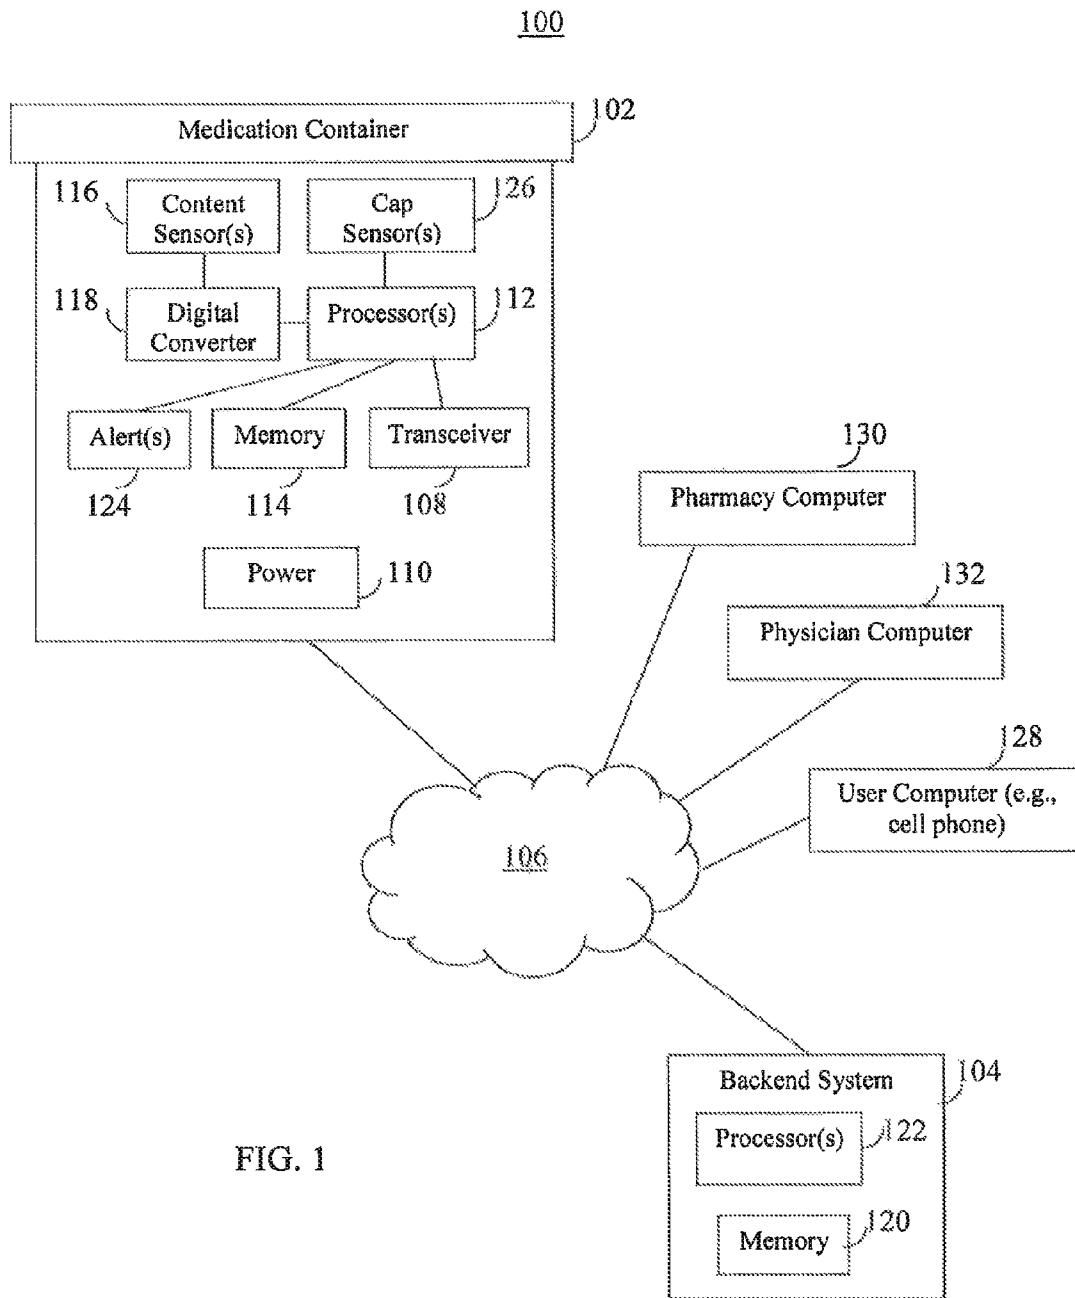 100
102
Medication Container
116
Content
Sensor(s)
Cap
Sensor(s)
126
118
Digital
Converter
Processor(s)
112
Alert(s)
Memory
Transceiver
124
114
108
Power
110
130
Pharmacy Computer
132
Physician Computer
128
User Computer (e.g.,
cell phone)
106
Backend System
104
Processor(s)
122
Memory
120
FIG. 1